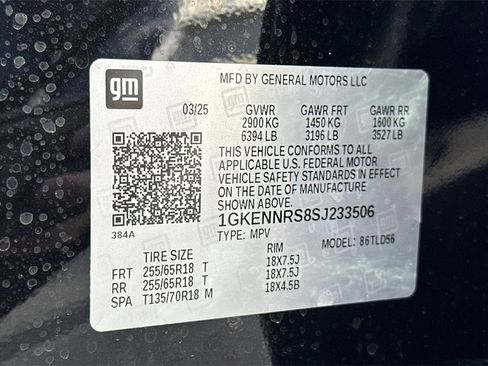 gm
MFD BY GENERAL MOTORS LLC
03/25 GVWR GAWR FRT GAWR RR
2900 KG 1450 KG 1600 KG
6394 LB 3196 LB 3527 LB
THIS VEHICLE CONFORMS TO ALL
APPLICABLE U.S. FEDERAL MOTOR
VEHICLE SAFETY STANDARDS IN EFFECT
ON THE DATE OF MANUFACTURE
SHOWN ABOVE.
384A
1GKENNRS8SJ233506
TYPE: MPV MODEL: 86TLD56
TIRE SIZE RIM
FRT 255/65R18 T 18X7.5J
RR 255/65R18 T 18X7.5J
SPA T135/70R18 M 18X4.5B